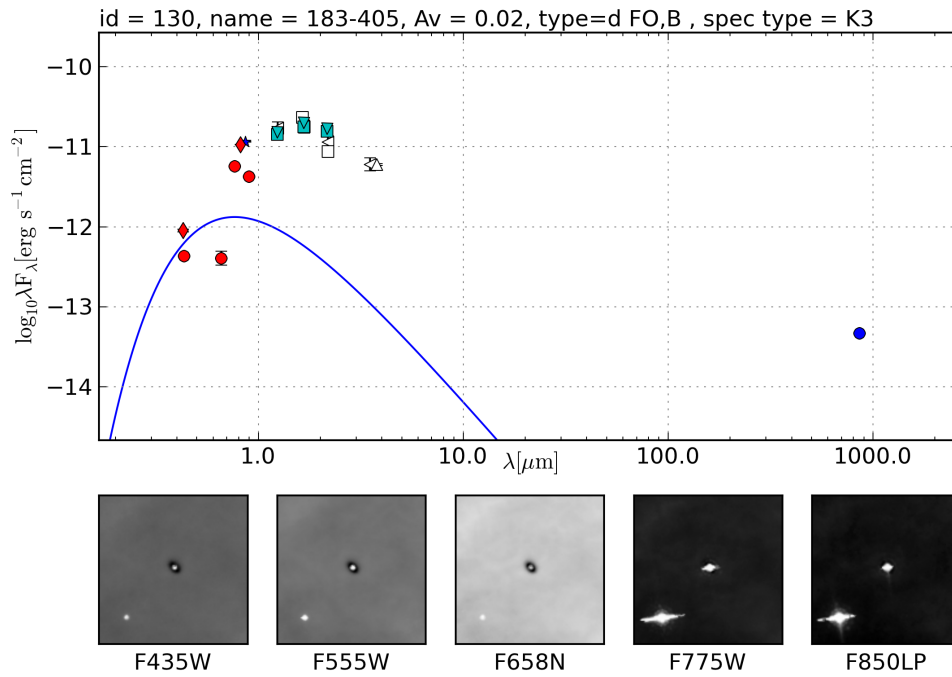 id = 130, name = 183-405, Av = 0.02, type=d FO,B , spec type = K3
log₁₀λFλ[erg s⁻¹ cm⁻²]
−10
−11
−12
−13
−14
1.0
10.0
100.0
1000.0
λ[μm]
F435W
F555W
F658N
F775W
F850LP